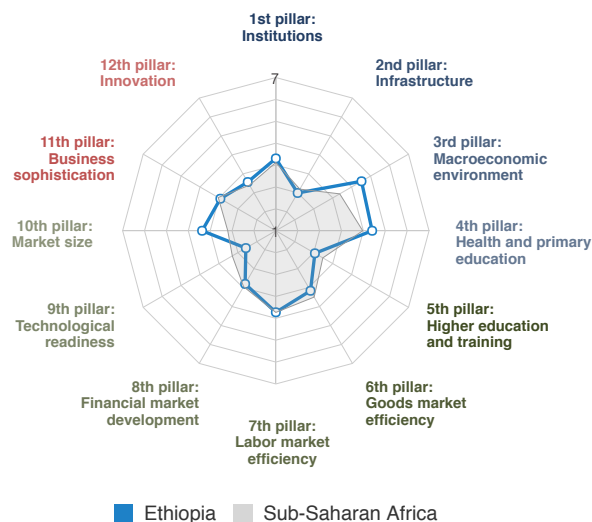 1st pillar:
Institutions
2nd pillar:
Infrastructure
3rd pillar:
Macroeconomic
environment
4th pillar:
Health and primary
education
5th pillar:
Higher education
and training
6th pillar:
Goods market
efficiency
7th pillar:
Labor market
efficiency
8th pillar:
Financial market
development
9th pillar:
Technological
readiness
10th pillar:
Market size
11th pillar:
Business
sophistication
12th pillar:
Innovation
7
1
Ethiopia
Sub-Saharan Africa